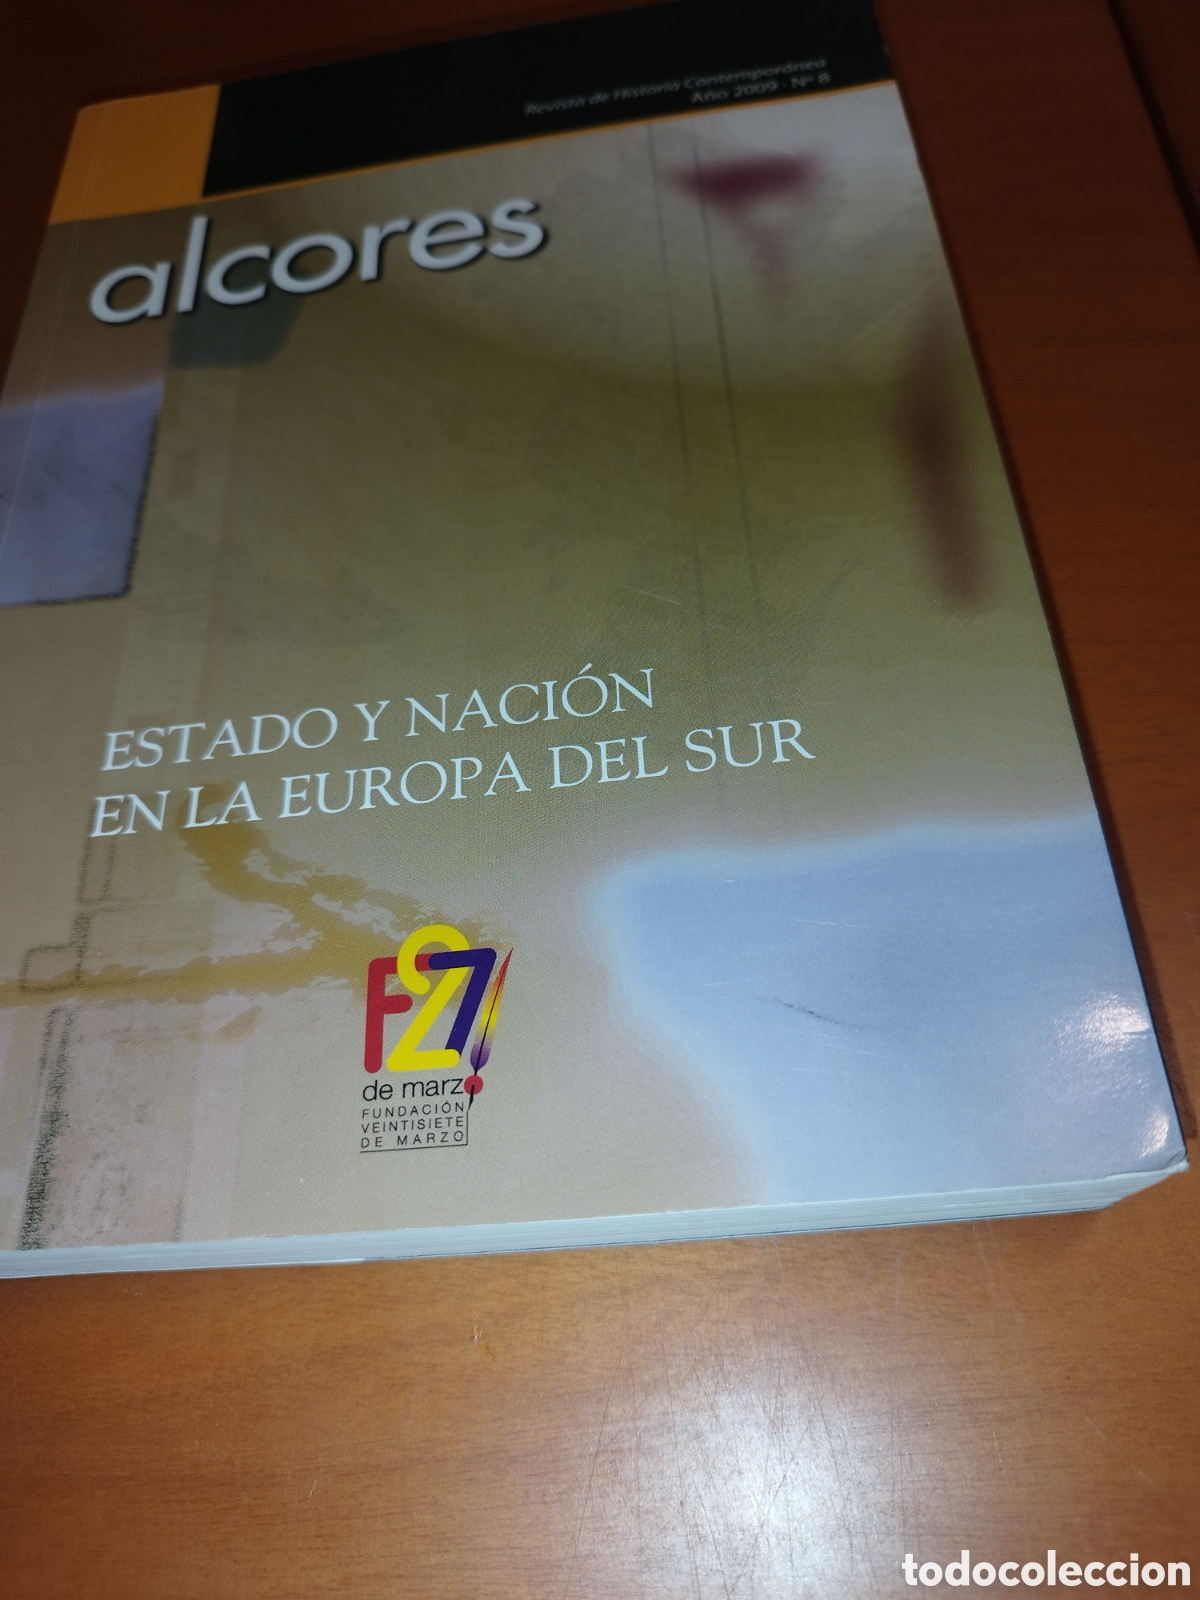 Revista de Historia Contemporánea
Año 2009 · Nº 8
alcores
ESTADO Y NACIÓN
EN LA EUROPA DEL SUR
F27
de marzo
FUNDACIÓN
VEINTISIETE
DE MARZO
todocoleccion